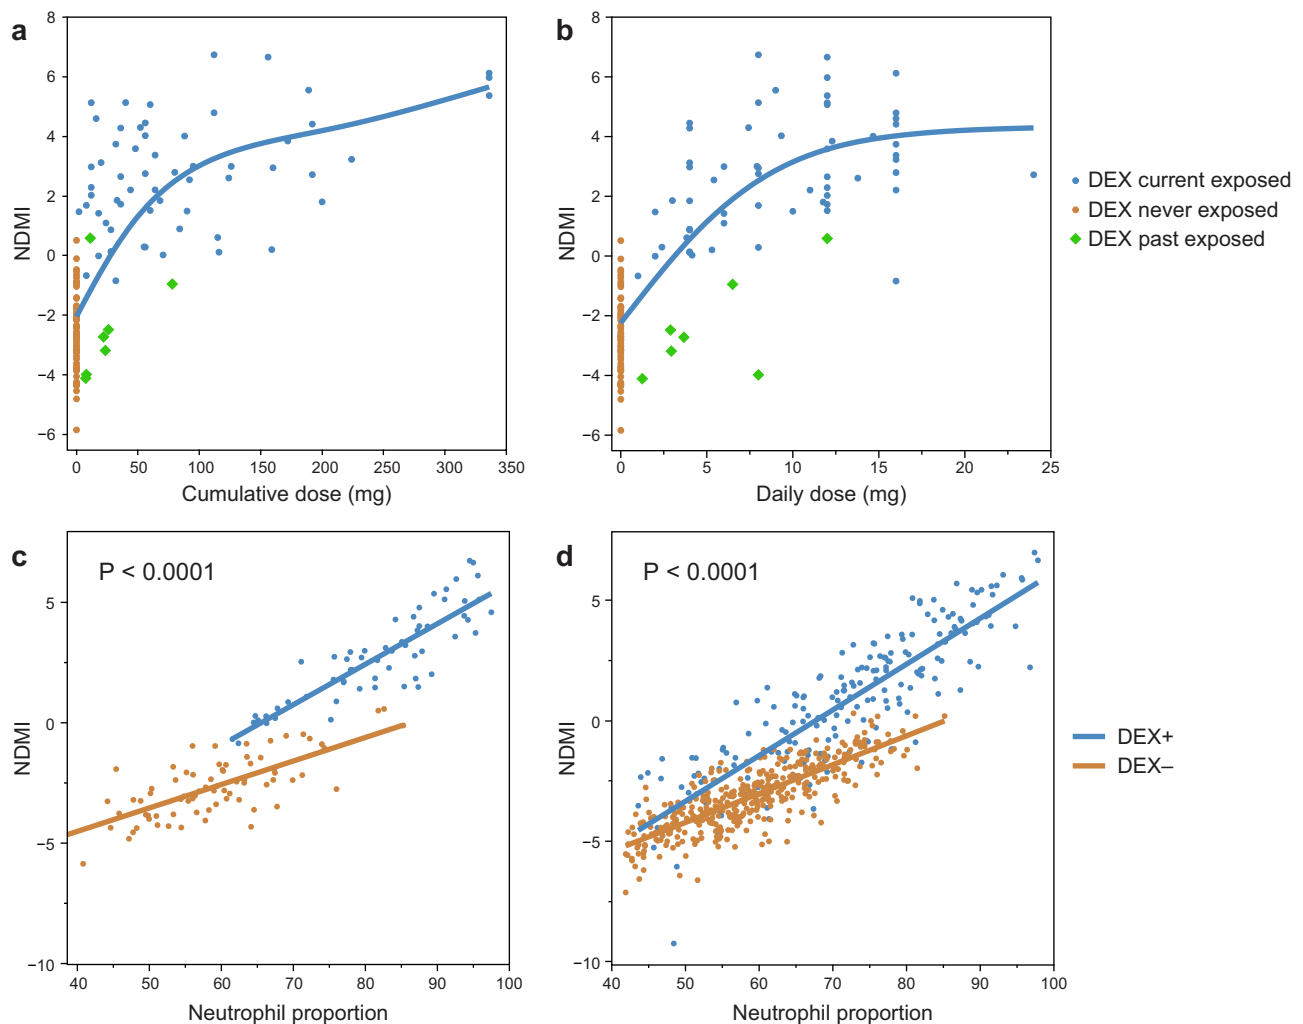 a
8
6
4
2
0
−2
−4
−6
NDMI
0 50 100 150 200 250 300 350
Cumulative dose (mg)
b
8
6
4
2
0
−2
−4
−6
NDMI
0 5 10 15 20 25
Daily dose (mg)
DEX current exposed
DEX never exposed
DEX past exposed
c
P < 0.0001
5
0
−5
−10
NDMI
40 50 60 70 80 90 100
Neutrophil proportion
d
P < 0.0001
5
0
−5
−10
NDMI
40 50 60 70 80 90 100
Neutrophil proportion
DEX+
DEX–